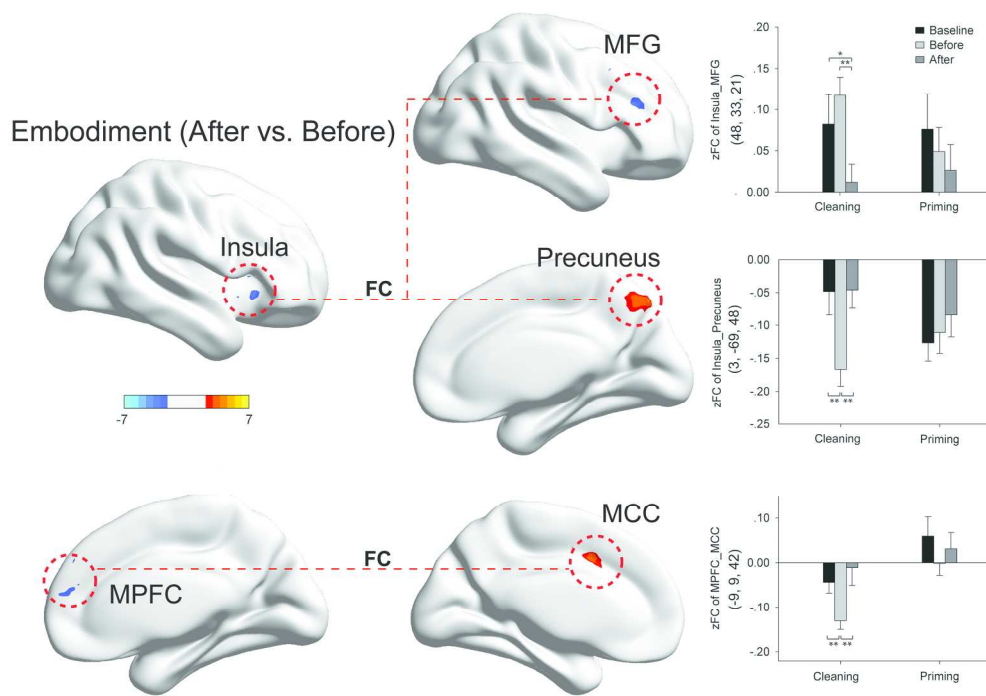 MFG
Embodiment (After vs. Before)
Insula
FC
Precuneus
-7
7
MPFC
FC
MCC
zFC of Insula_MFG
(48, 33, 21)
.20
.15
.10
.05
0.00
*
**
Baseline
Before
After
Cleaning
Priming
zFC of Insula_Precuneus
(3, -69, 48)
0.00
-.05
-.10
-.15
-.20
-.25
**
**
Cleaning
Priming
zFC of MPFC_MCC
(-9, 9, 42)
.10
0.00
-.10
-.20
**
**
Cleaning
Priming